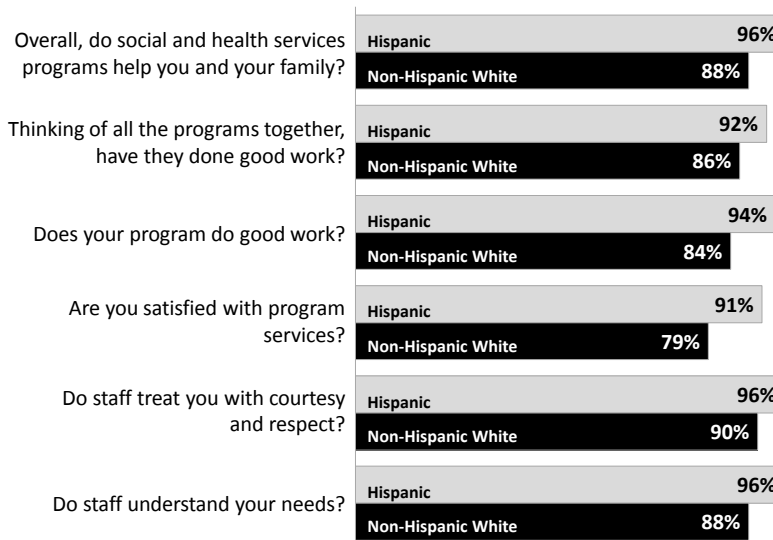 Overall, do social and health services
programs help you and your family?
Hispanic 96%
Non-Hispanic White 88%
Thinking of all the programs together,
have they done good work?
Hispanic 92%
Non-Hispanic White 86%
Does your program do good work?
Hispanic 94%
Non-Hispanic White 84%
Are you satisfied with program
services?
Hispanic 91%
Non-Hispanic White 79%
Do staff treat you with courtesy
and respect?
Hispanic 96%
Non-Hispanic White 90%
Do staff understand your needs?
Hispanic 96%
Non-Hispanic White 88%